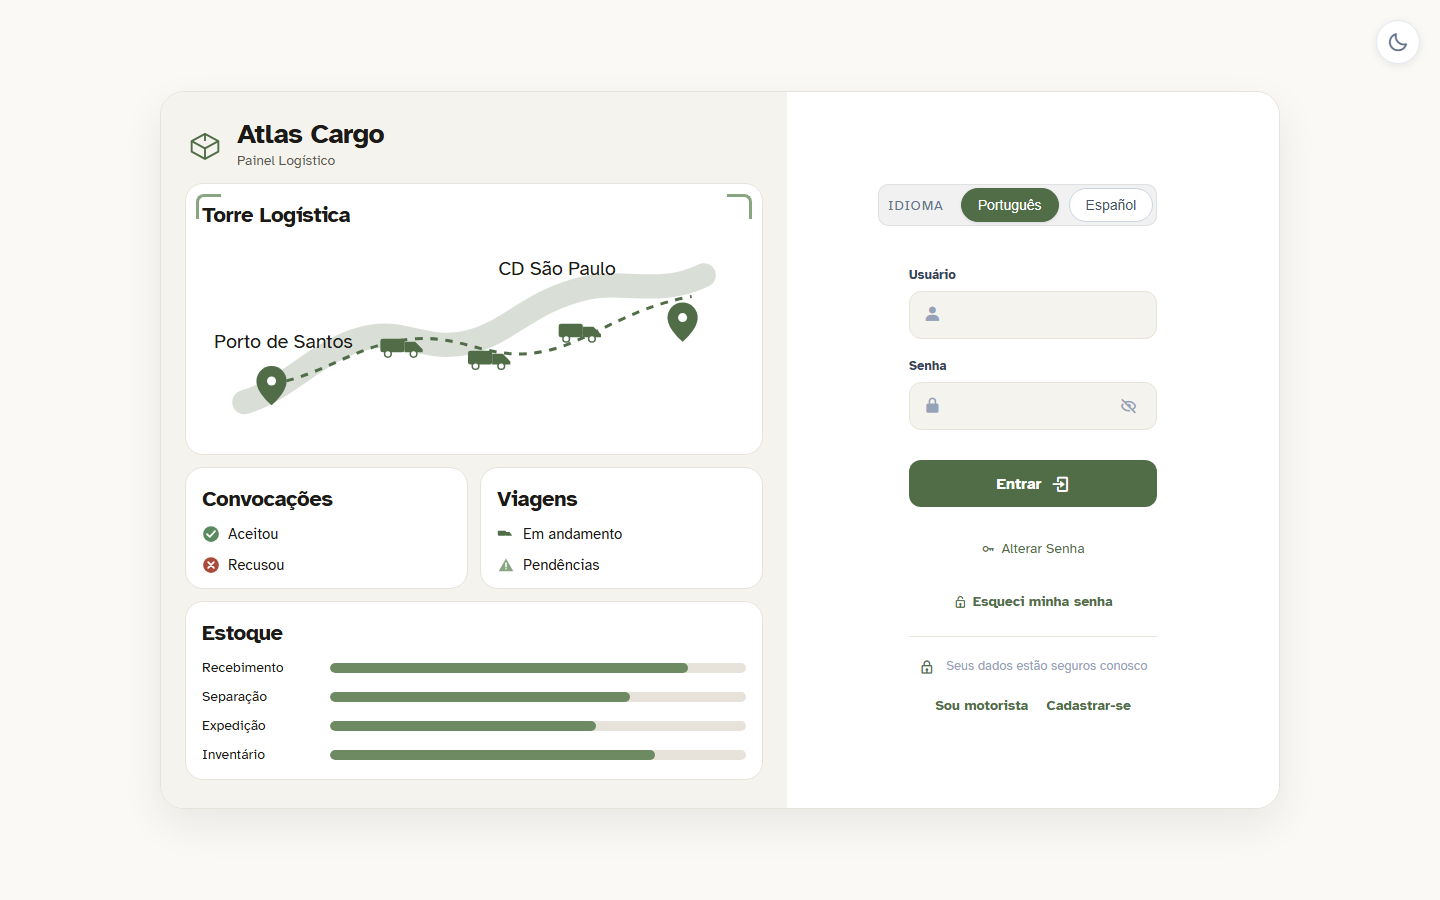 Atlas Cargo
Painel Logístico
Torre Logística
CD São Paulo
Porto de Santos
Convocações
Aceitou
Recusou
Viagens
Em andamento
Pendências
Estoque
Recebimento
Separação
Expedição
Inventário
IDIOMA Português Español
Usuário
Senha
Entrar
Alterar Senha
Esqueci minha senha
Seus dados estão seguros conosco
Sou motorista Cadastrar-se